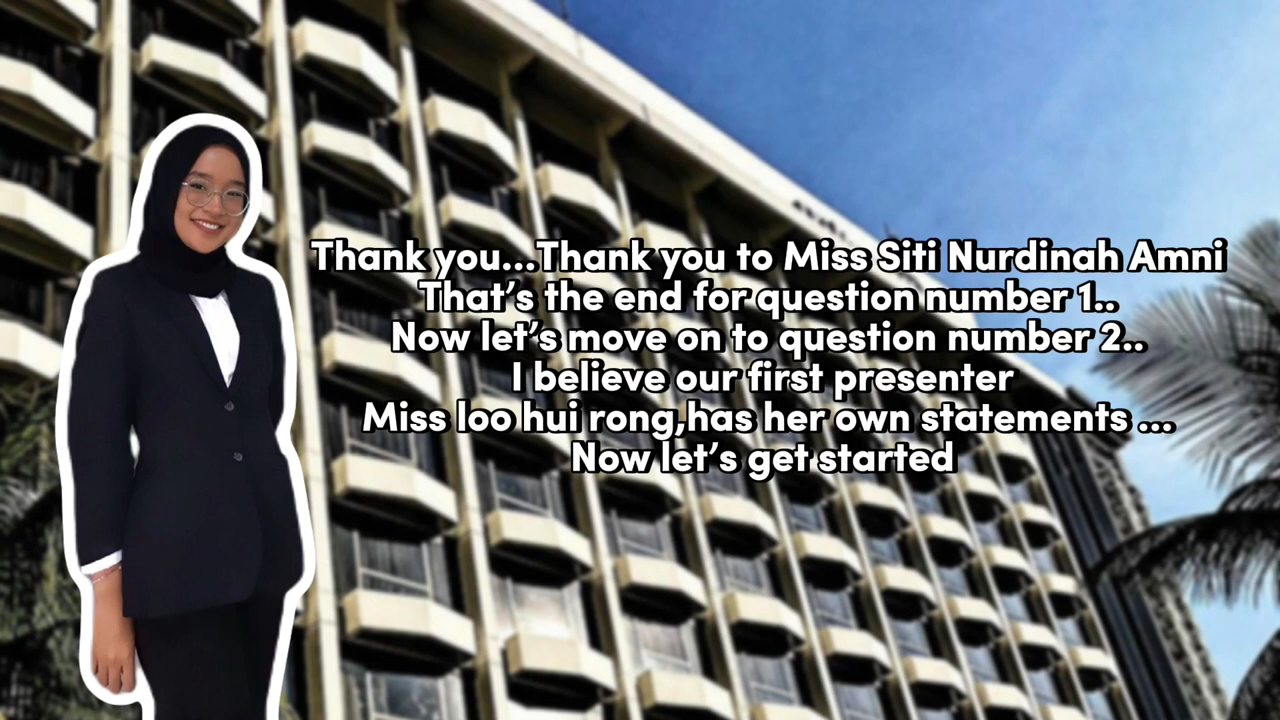 Thank you...Thank you to Miss Siti Nurdinah Amni
That's the end for question number 1..
Now let's move on to question number 2..
I believe our first presenter
Miss loo hui rong,has her own statements ...
Now let's get started